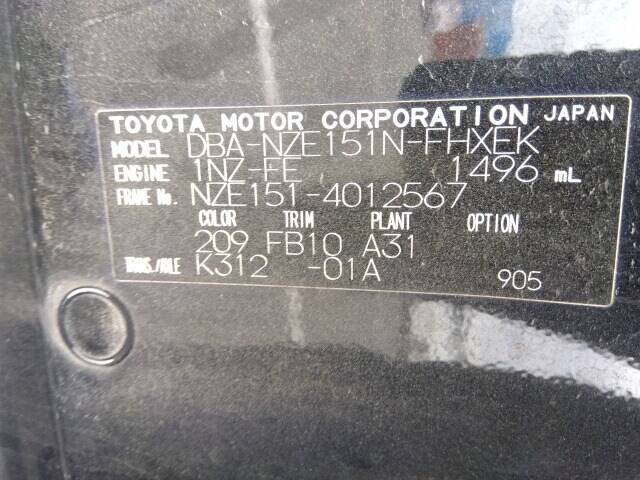 TOYOTA MOTOR CORPORATION JAPAN
MODEL DBA-NZE151N-FHXEK
ENGINE 1NZ-FE 1496 mL
FRAME No. NZE151-4012567
COLOR TRIM PLANT OPTION
209 FB10 A31
TRANS./AXLE K312 -01A 905